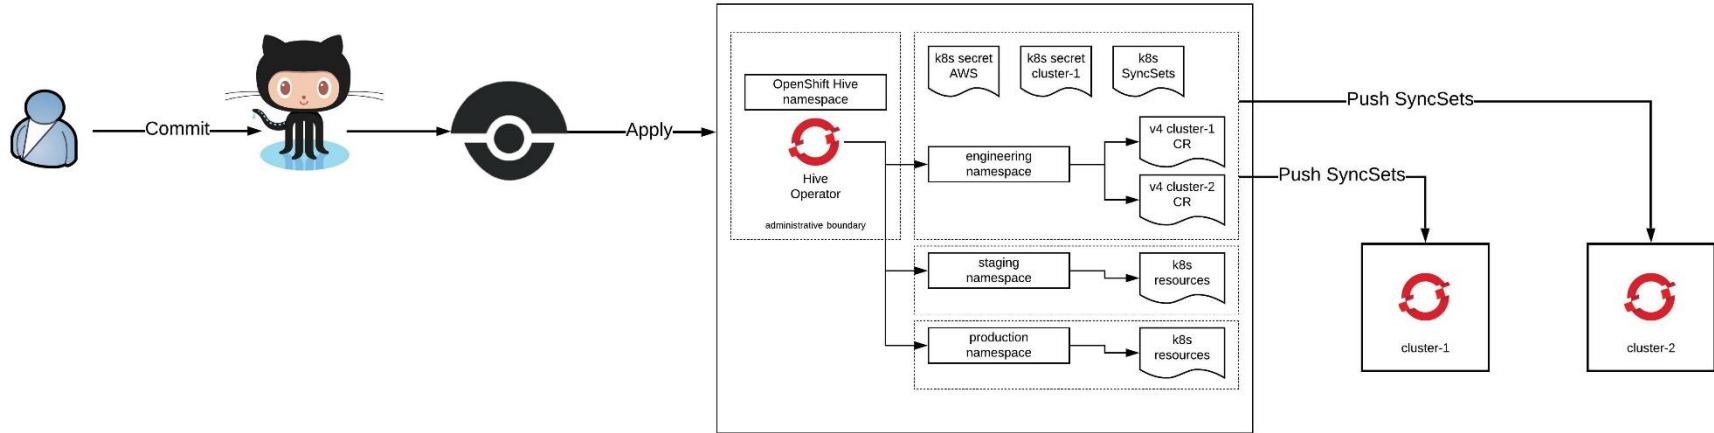 Commit
Apply
OpenShift Hive
namespace
Hive
Operator
administrative boundary
k8s secret
AWS
k8s secret
cluster-1
k8s
SyncSets
engineering
namespace
v4 cluster-1
CR
v4 cluster-2
CR
staging
namespace
k8s
resources
production
namespace
k8s
resources
Push SyncSets
Push SyncSets
cluster-1
cluster-2